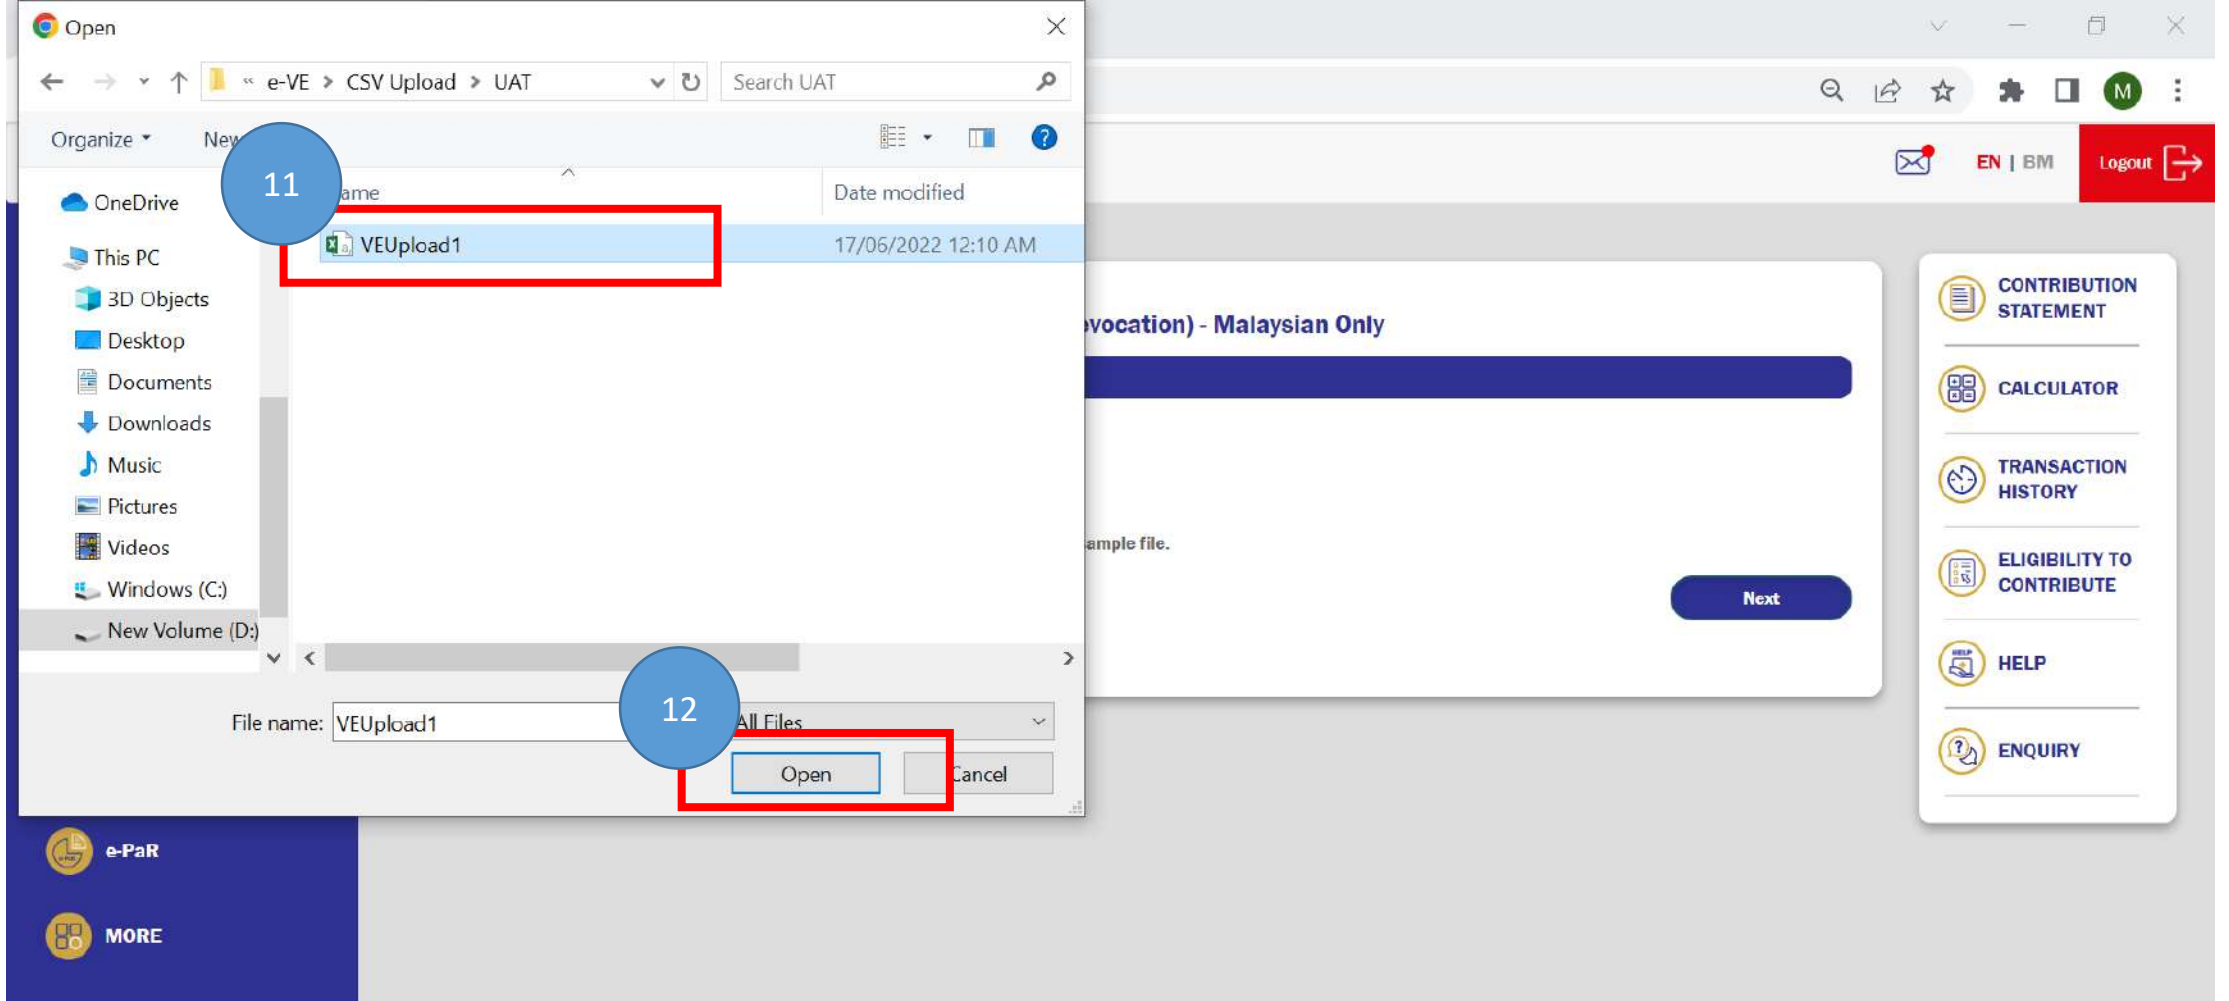 Open
« e-VE > CSV Upload > UAT
Search UAT
Organize
New
11
ame
Date modified
VEUpload1
17/06/2022 12:10 AM
OneDrive
This PC
3D Objects
Desktop
Documents
Downloads
Music
Pictures
Videos
Windows (C:)
New Volume (D:)
12
File name: VEUpload1
All Files
Open
Cancel
M
EN | BM
Logout
evocation) - Malaysian Only
ample file.
Next
CONTRIBUTION
STATEMENT
CALCULATOR
TRANSACTION
HISTORY
ELIGIBILITY TO
CONTRIBUTE
HELP
HELP
ENQUIRY
e-PaR
MORE